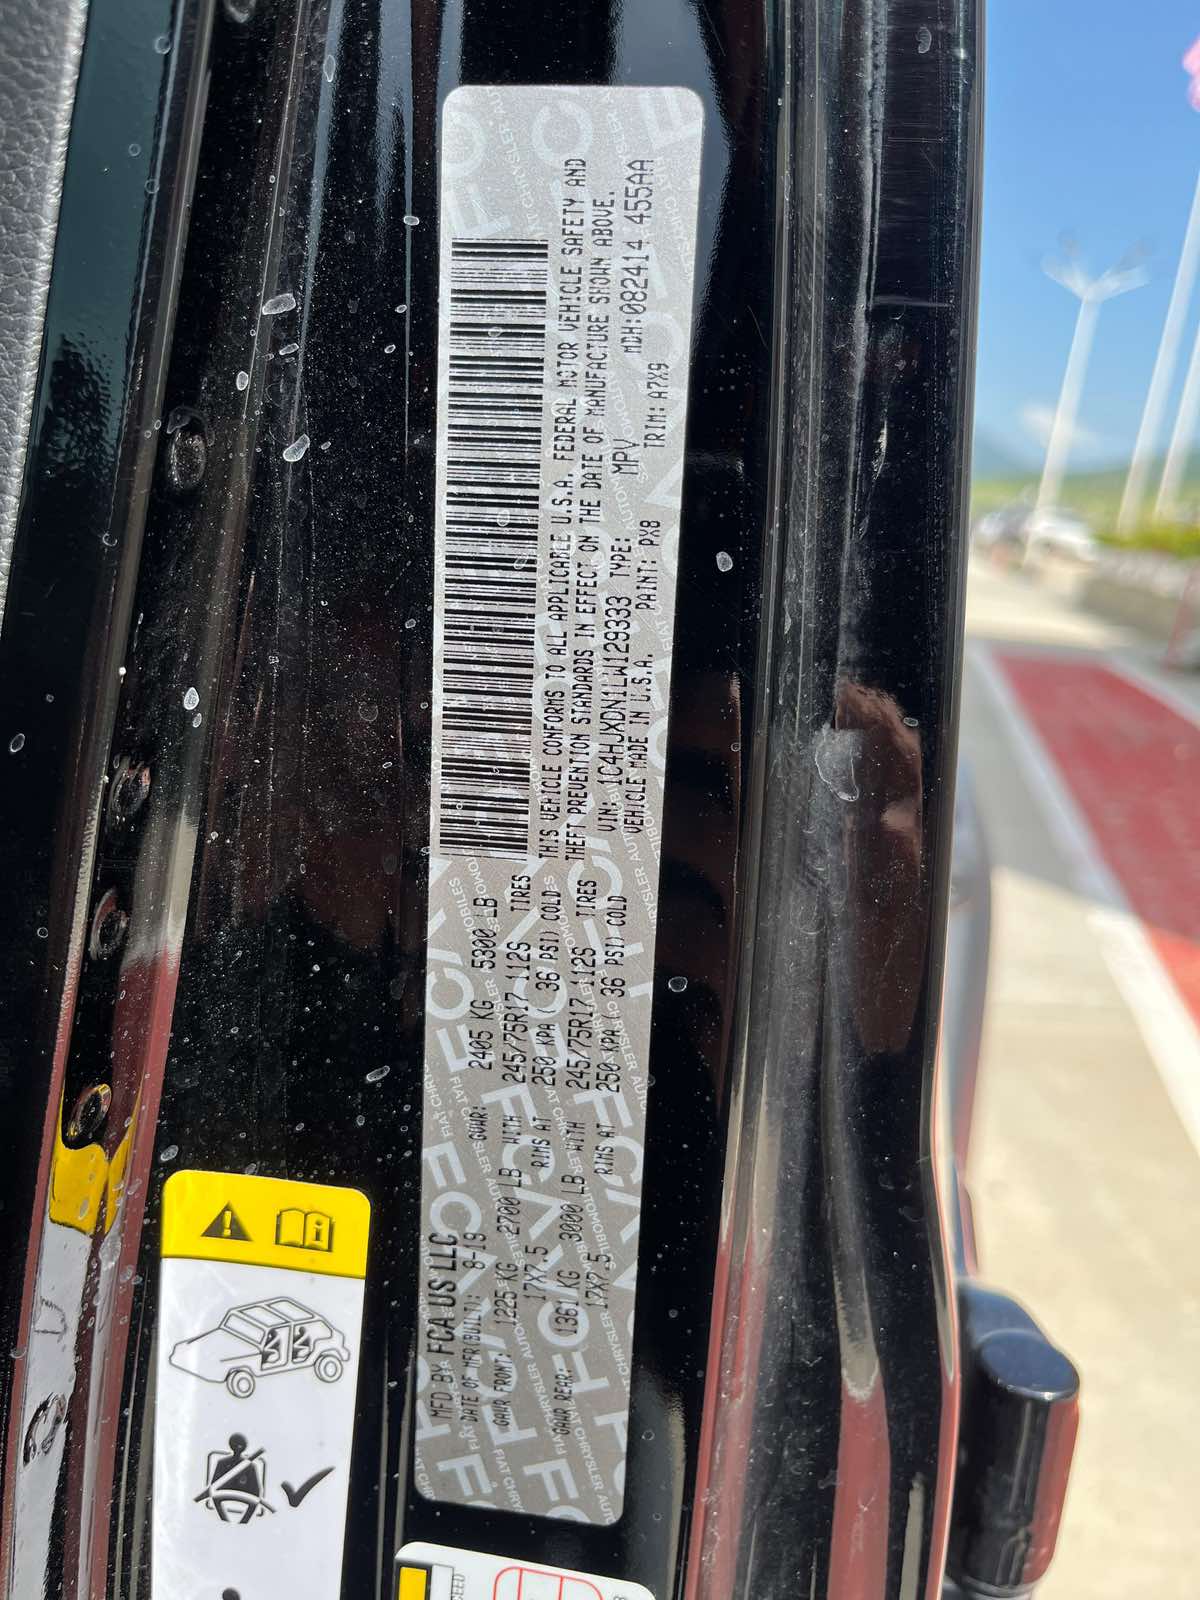 MFD BY FCA US LLC
DATE OF MFR(BUILT): 8-19 GVWR: 2405 KG 5300 LB
GAWR FRONT: 1225 KG 2700 LB WITH 245/75R17 112S TIRES
17X7.5 RIMS AT 250 KPA ( 36 PSI) COLD
GAWR REAR: 1361 KG 3000 LB WITH 245/75R17 112S TIRES
17X7.5 RIMS AT 250 KPA ( 36 PSI) COLD
THIS VEHICLE CONFORMS TO ALL APPLICABLE U.S.A. FEDERAL MOTOR VEHICLE SAFETY AND
THEFT PREVENTION STANDARDS IN EFFECT ON THE DATE OF MANUFACTURE SHOWN ABOVE.
VIN: 1C4HJXDN1LW129333 TYPE: MPV MDH:082414 455AA
VEHICLE MADE IN U.S.A. PAINT: PX8 TRIM: A7X9